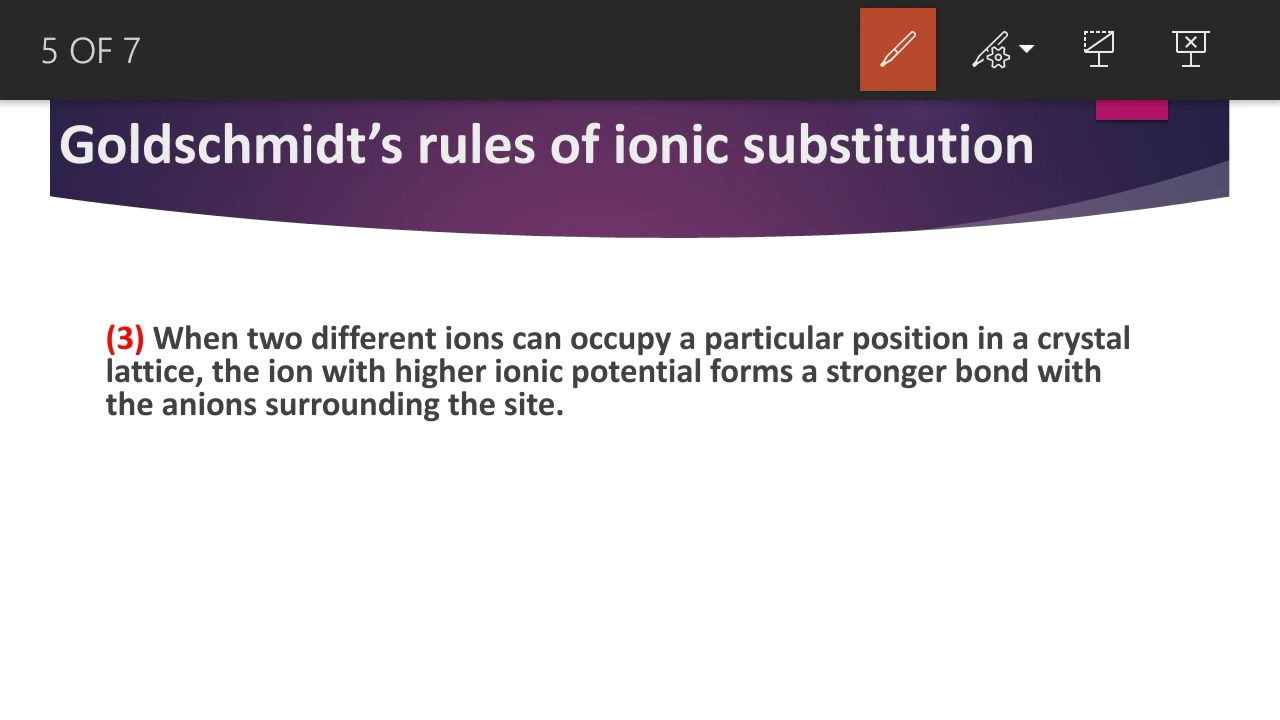 5 OF 7
Goldschmidt’s rules of ionic substitution
(3) When two different ions can occupy a particular position in a crystal
lattice, the ion with higher ionic potential forms a stronger bond with
the anions surrounding the site.